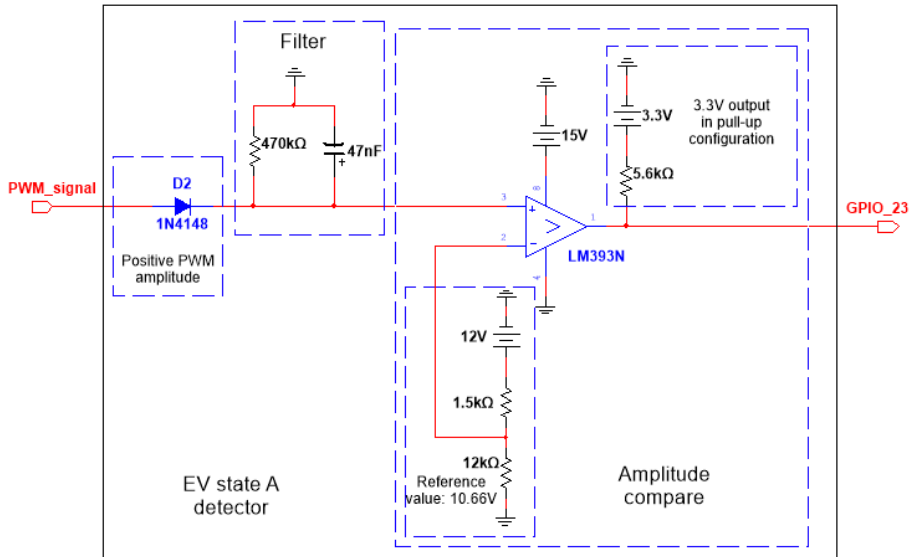 Filter
470kΩ
47nF
+
PWM_signal
D2
1N4148
Positive PWM
amplitude
15V
3.3V
5.6kΩ
3.3V output
in pull-up
configuration
3
+
2
-
8
1
4
LM393N
GPIO_23
12V
1.5kΩ
12kΩ
Reference
value: 10.66V
EV state A
detector
Amplitude
compare